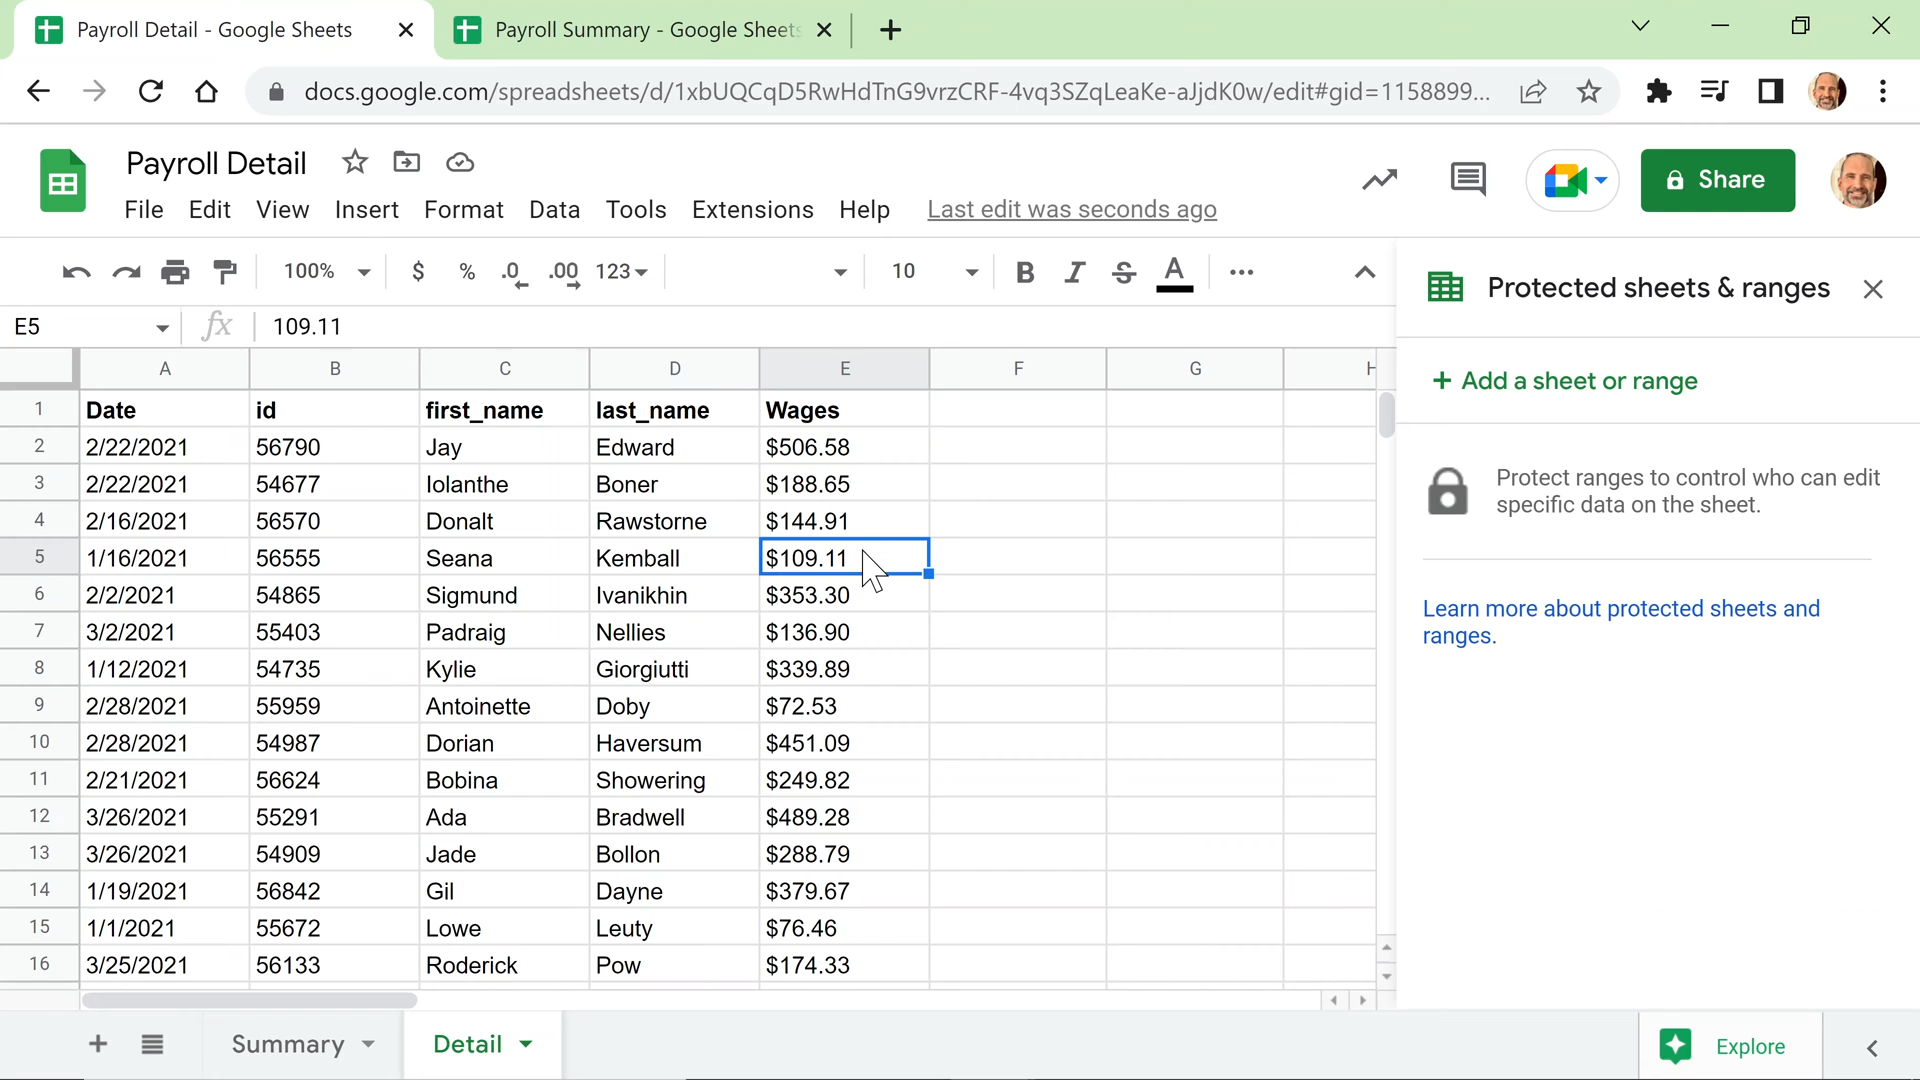 Payroll Detail - Google Sheets
Payroll Summary - Google Sheets
docs.google.com/spreadsheets/d/1xbUQCqD5RwHdTnG9vrzCRF-4vq3SZqLeaKe-aJjdK0w/edit#gid=1158899...
Payroll Detail
Share
File Edit View Insert Format Data Tools Extensions Help Last edit was seconds ago
100% $ % .0 .00 123 10 B I S A
Protected sheets & ranges
E5 fx 109.11
A B C D E F G H
+ Add a sheet or range
1 Date id first_name last_name Wages
2 2/22/2021 56790 Jay Edward $506.58
3 2/22/2021 54677 Iolanthe Boner $188.65
4 2/16/2021 56570 Donalt Rawstorne $144.91
5 1/16/2021 56555 Seana Kemball $109.11
6 2/2/2021 54865 Sigmund Ivanikhin $353.30
7 3/2/2021 55403 Padraig Nellies $136.90
8 1/12/2021 54735 Kylie Giorgiutti $339.89
9 2/28/2021 55959 Antoinette Doby $72.53
10 2/28/2021 54987 Dorian Haversum $451.09
11 2/21/2021 56624 Bobina Showering $249.82
12 3/26/2021 55291 Ada Bradwell $489.28
13 3/26/2021 54909 Jade Bollon $288.79
14 1/19/2021 56842 Gil Dayne $379.67
15 1/1/2021 55672 Lowe Leuty $76.46
16 3/25/2021 56133 Roderick Pow $174.33
Protect ranges to control who can edit
specific data on the sheet.
Learn more about protected sheets and
ranges.
Summary Detail
Explore